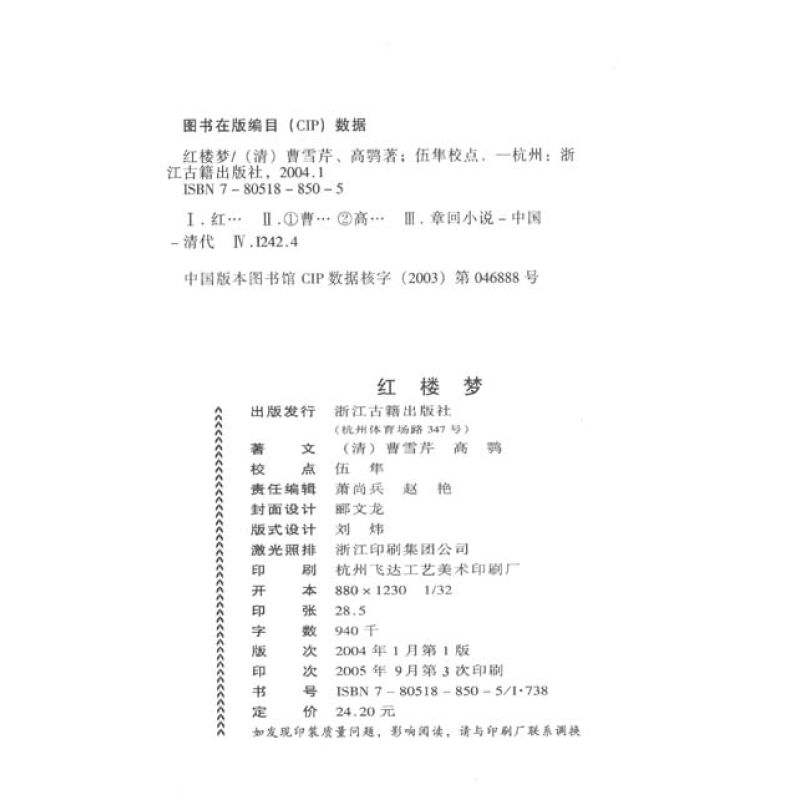 图书在版编目（CIP）数据
红楼梦/（清）曹雪芹、高鹗著；伍隼校点．—杭州：浙
江古籍出版社，2004.1
ISBN 7－80518－850－5
Ⅰ．红… Ⅱ．①曹… ②高… Ⅲ．章回小说－中国
－清代 Ⅳ．I242.4
中国版本图书馆 CIP 数据核字（2003）第 046888 号
红 楼 梦
出版发行 浙江古籍出版社
（杭州体育场路 347 号）
著 文 （清）曹雪芹 高 鹗
校 点 伍 隼
责任编辑 萧尚兵 赵 艳
封面设计 郦文龙
版式设计 刘 炜
激光照排 浙江印刷集团公司
印 刷 杭州飞达工艺美术印刷厂
开 本 880×1230 1/32
印 张 28.5
字 数 940 千
版 次 2004 年 1 月第 1 版
印 次 2005 年 9 月第 3 次印刷
书 号 ISBN 7－80518－850－5/I·738
定 价 24.20 元
如发现印装质量问题，影响阅读，请与印刷厂联系调换